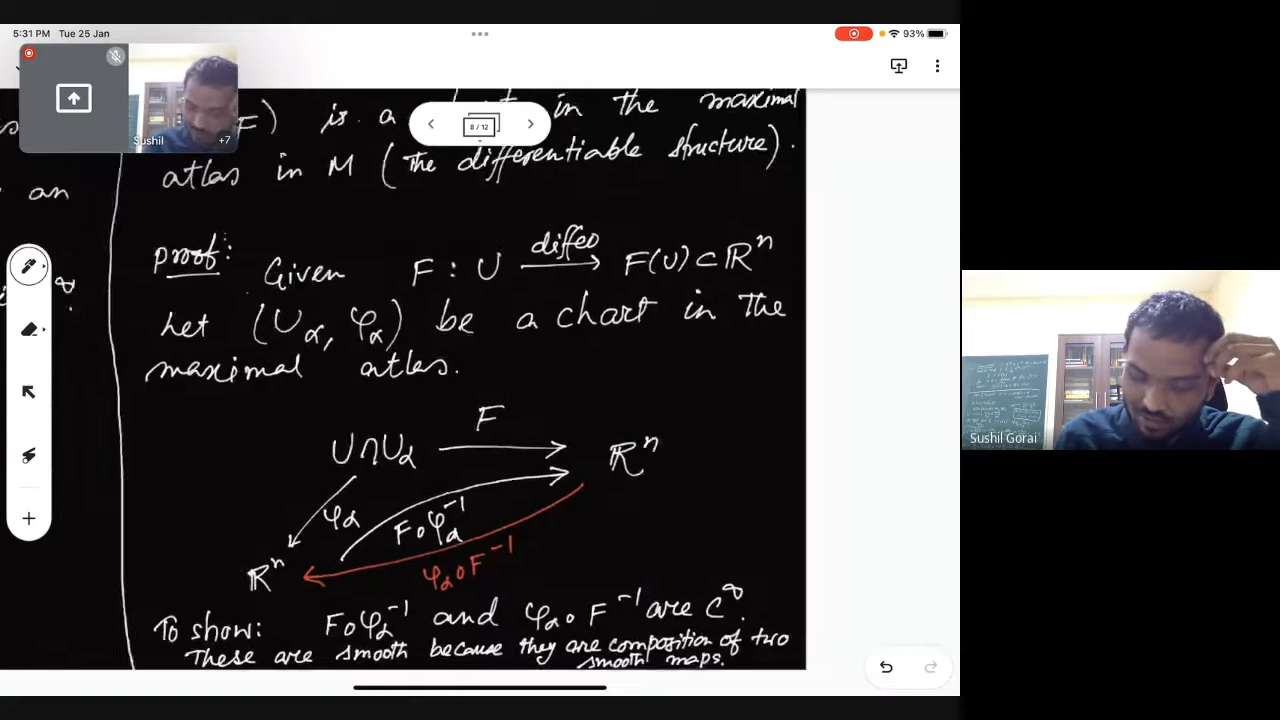 5:31 PM Tue 25 Jan
93%
Sushil
+7
8 / 12
F) is a in the maximal
atlas in M (The differentiable structure).
an
proof: Given F : U diffeo → F(U) ⊂ ℝⁿ
Let (Uα, φα) be a chart in the
maximal atlas.
F
U∩Uα → ℝⁿ
φα
F∘φα⁻¹
φα∘F⁻¹
ℝⁿ
To show: F∘φα⁻¹ and φα∘F⁻¹ are C^∞.
These are smooth because they are composition of two
smooth maps.
Sushil Gorai